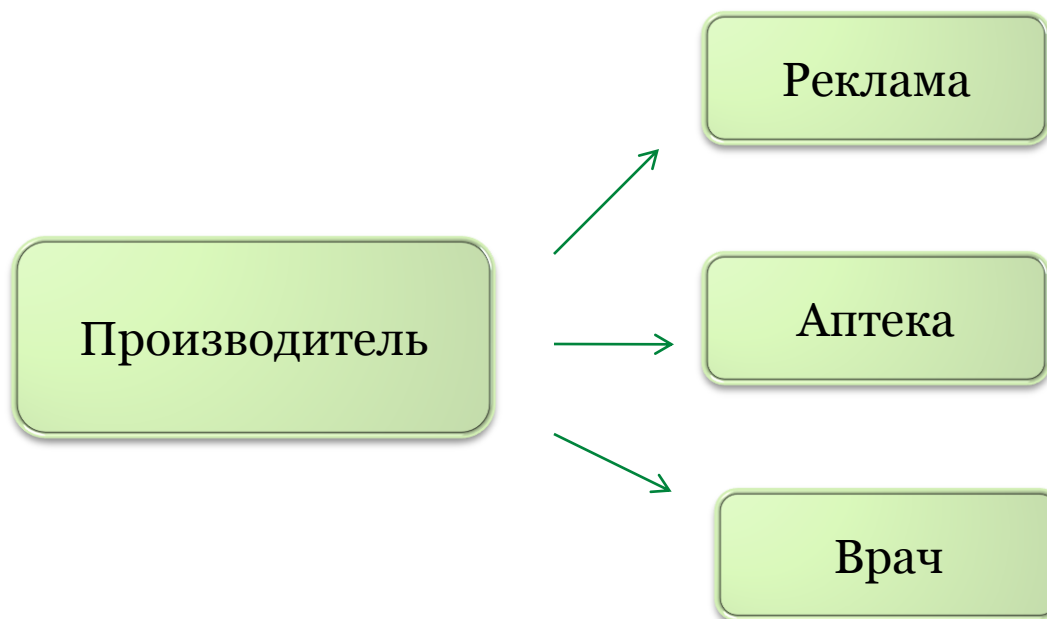 Реклама
Производитель
Аптека
Врач